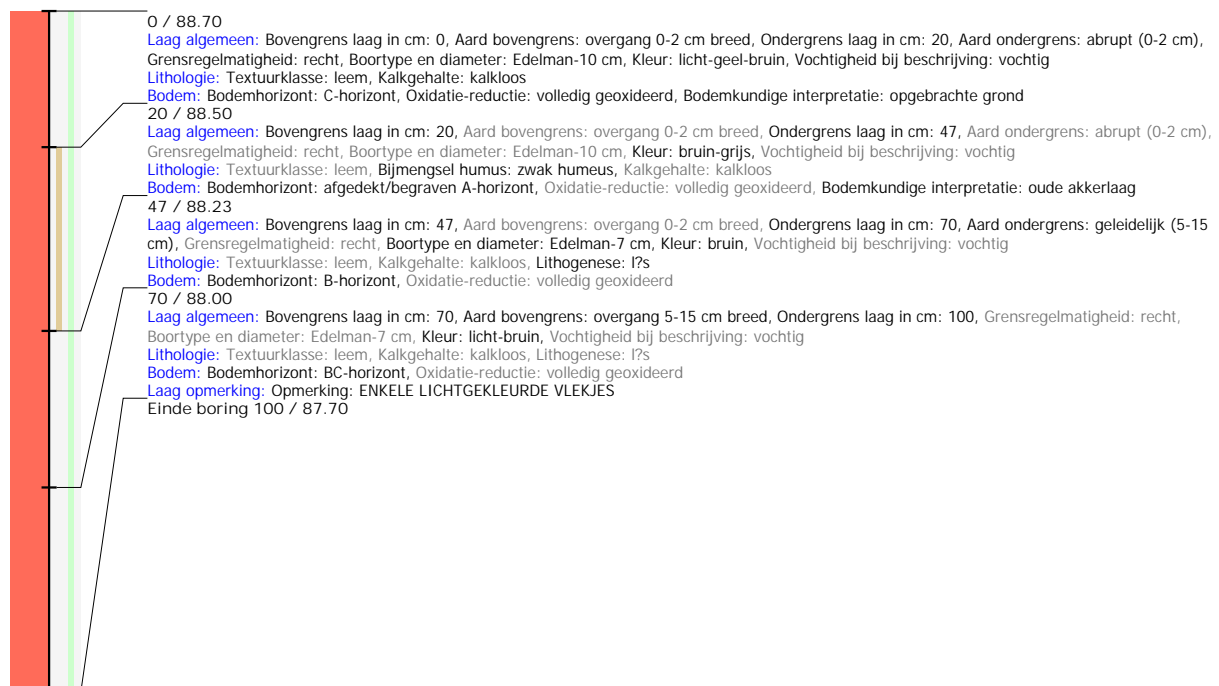 0 / 88.70
Laag algemeen: Bovengrens laag in cm: 0, Aard bovengrens: overgang 0-2 cm breed, Ondergrens laag in cm: 20, Aard ondergrens: abrupt (0-2 cm),
Grensregelmatigheid: recht, Boortype en diameter: Edelman-10 cm, Kleur: licht-geel-bruin, Vochtigheid bij beschrijving: vochtig
Lithologie: Textuurklasse: leem, Kalkgehalte: kalkloos
Bodem: Bodemhorizont: C-horizont, Oxidatie-reductie: volledig geoxideerd, Bodemkundige interpretatie: opgebrachte grond
20 / 88.50
Laag algemeen: Bovengrens laag in cm: 20, Aard bovengrens: overgang 0-2 cm breed, Ondergrens laag in cm: 47, Aard ondergrens: abrupt (0-2 cm),
Grensregelmatigheid: recht, Boortype en diameter: Edelman-10 cm, Kleur: bruin-grijs, Vochtigheid bij beschrijving: vochtig
Lithologie: Textuurklasse: leem, Bijmengsel humus: zwak humeus, Kalkgehalte: kalkloos
Bodem: Bodemhorizont: afgedekt/begraven A-horizont, Oxidatie-reductie: volledig geoxideerd, Bodemkundige interpretatie: oude akkerlaag
47 / 88.23
Laag algemeen: Bovengrens laag in cm: 47, Aard bovengrens: overgang 0-2 cm breed, Ondergrens laag in cm: 70, Aard ondergrens: geleidelijk (5-15
cm), Grensregelmatigheid: recht, Boortype en diameter: Edelman-7 cm, Kleur: bruin, Vochtigheid bij beschrijving: vochtig
Lithologie: Textuurklasse: leem, Kalkgehalte: kalkloos, Lithogenese: l?s
Bodem: Bodemhorizont: B-horizont, Oxidatie-reductie: volledig geoxideerd
70 / 88.00
Laag algemeen: Bovengrens laag in cm: 70, Aard bovengrens: overgang 5-15 cm breed, Ondergrens laag in cm: 100, Grensregelmatigheid: recht,
Boortype en diameter: Edelman-7 cm, Kleur: licht-bruin, Vochtigheid bij beschrijving: vochtig
Lithologie: Textuurklasse: leem, Kalkgehalte: kalkloos, Lithogenese: l?s
Bodem: Bodemhorizont: BC-horizont, Oxidatie-reductie: volledig geoxideerd
Laag opmerking: Opmerking: ENKELE LICHTGEKLEURDE VLEKJES
Einde boring 100 / 87.70